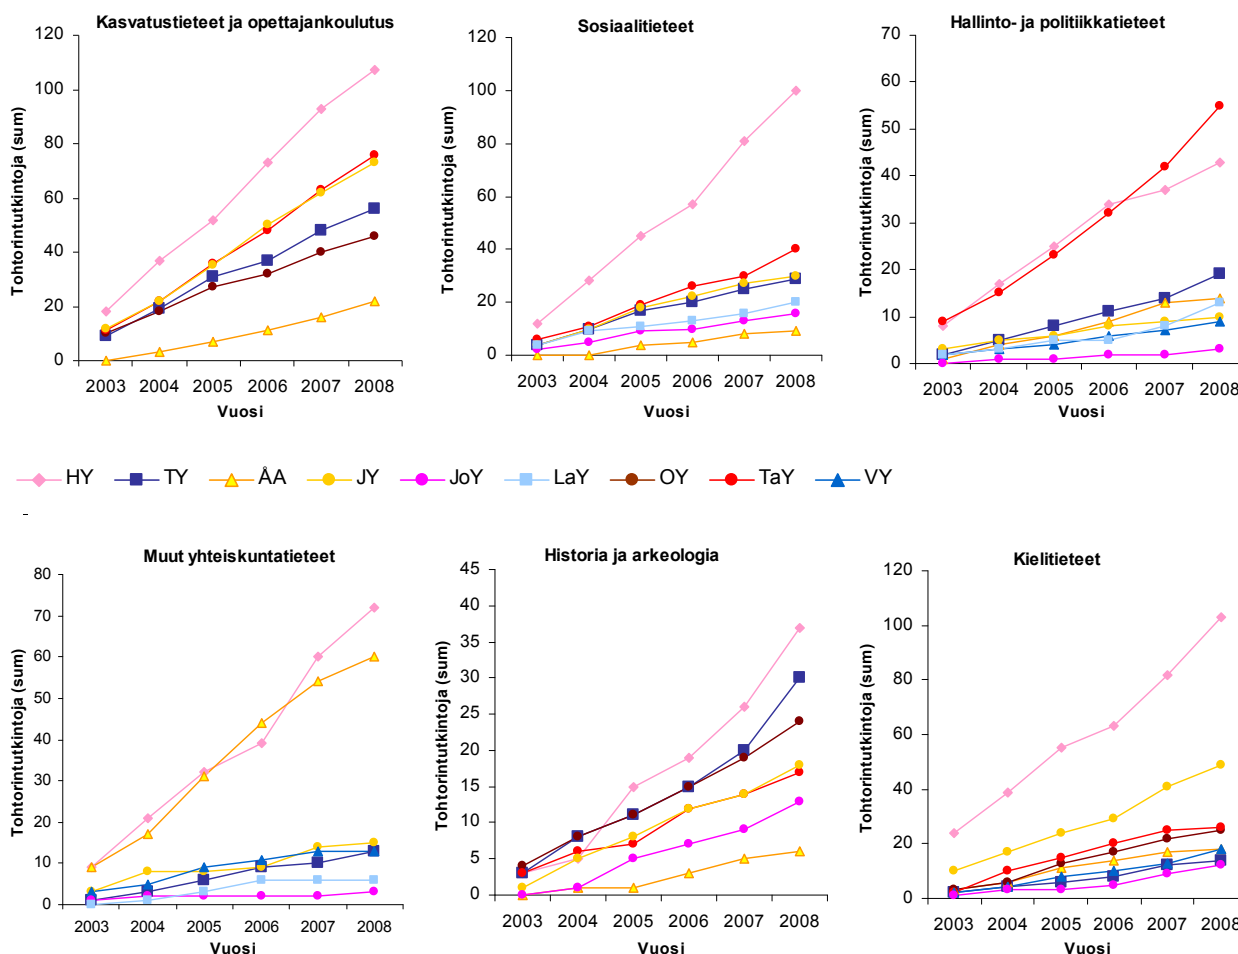 Kasvatustieteet ja opettajankoulutus
Tohtorintutkintoja (sum)
120
100
80
60
40
20
0
2003 2004 2005 2006 2007 2008
Vuosi
Sosiaalitieteet
Tohtorintutkintoja (sum)
120
100
80
60
40
20
0
2003 2004 2005 2006 2007 2008
Vuosi
Hallinto- ja politiikkatieteet
Tohtorintutkintoja (sum)
70
60
50
40
30
20
10
0
2003 2004 2005 2006 2007 2008
Vuosi
HY TY ÅA JY JoY LaY OY TaY VY
Muut yhteiskuntatieteet
Tohtorintutkintoja (sum)
80
70
60
50
40
30
20
10
0
2003 2004 2005 2006 2007 2008
Vuosi
Historia ja arkeologia
Tohtorintutkintoja (sum)
45
40
35
30
25
20
15
10
5
0
2003 2004 2005 2006 2007 2008
Vuosi
Kielitieteet
Tohtorintutkintoja (sum)
120
100
80
60
40
20
0
2003 2004 2005 2006 2007 2008
Vuosi